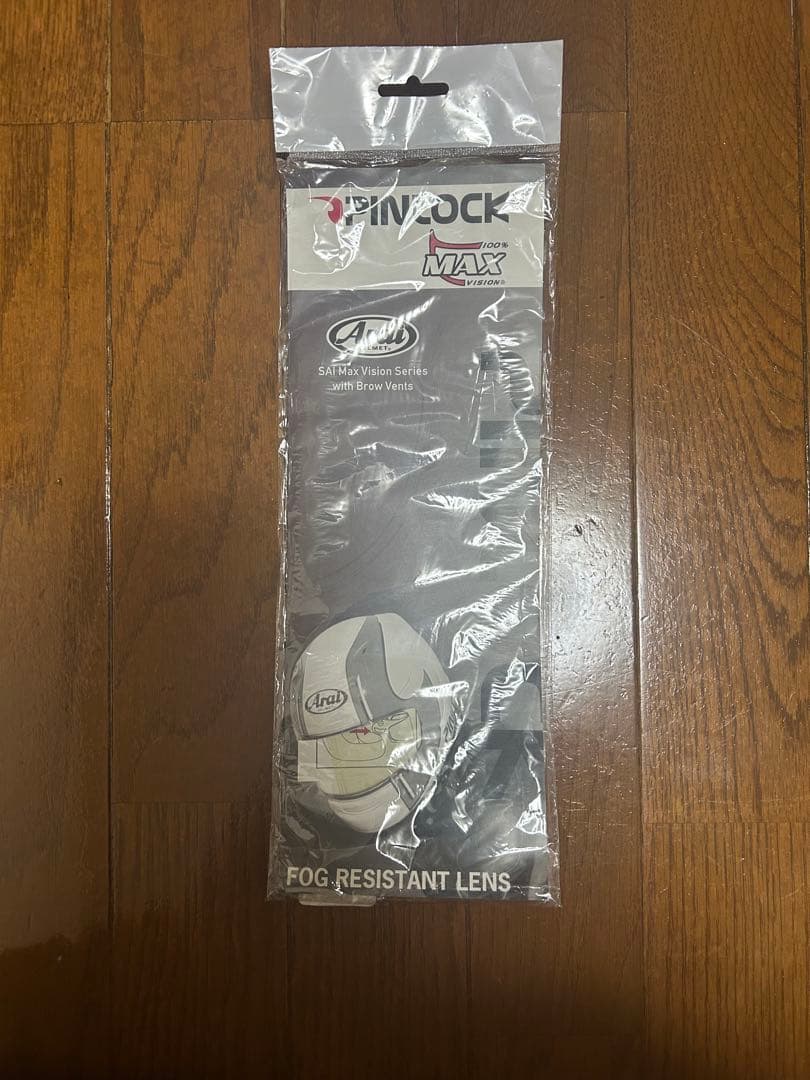 PINLOCK
100%
MAX
VISION®
Arai
HELMET
SAI Max Vision Series
with Brow Vents
Arai
FOG RESISTANT LENS